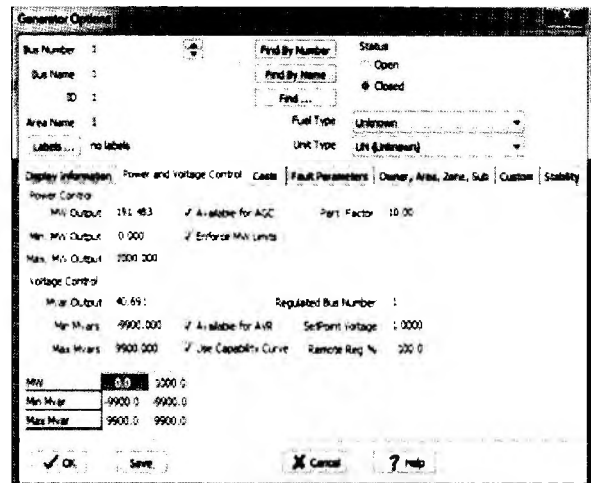 Generator Options
Bus Number 1 Find By Number Status
Open
Bus Name 1 Find By Name
Closed
ID 1 Find ...
Area Name 1 Fuel Type Unknown
Labels ... no labels Unit Type UN (Unknown)
Display Information Power and Voltage Control Costs Fault Parameters Owner, Area, Zone, Sub Custom Stability
Power Control
MW Output 151.483 Available for AGC Part. Factor 10.00
Min. MW Output 0.000 Enforce MW Limits
Max. MW Output 1000.000
Voltage Control
Mvar Output 40.691 Regulated Bus Number 1
Min Mvars -9900.000 Available for AVR SetPoint Voltage 1.0000
Max Mvars 9900.000 Use Capability Curve Remote Reg % 100.0
MW 0.0 1000.0
Min Mvar -9900.0 -9900.0
Max Mvar 9900.0 9900.0
OK Save Cancel ? Help